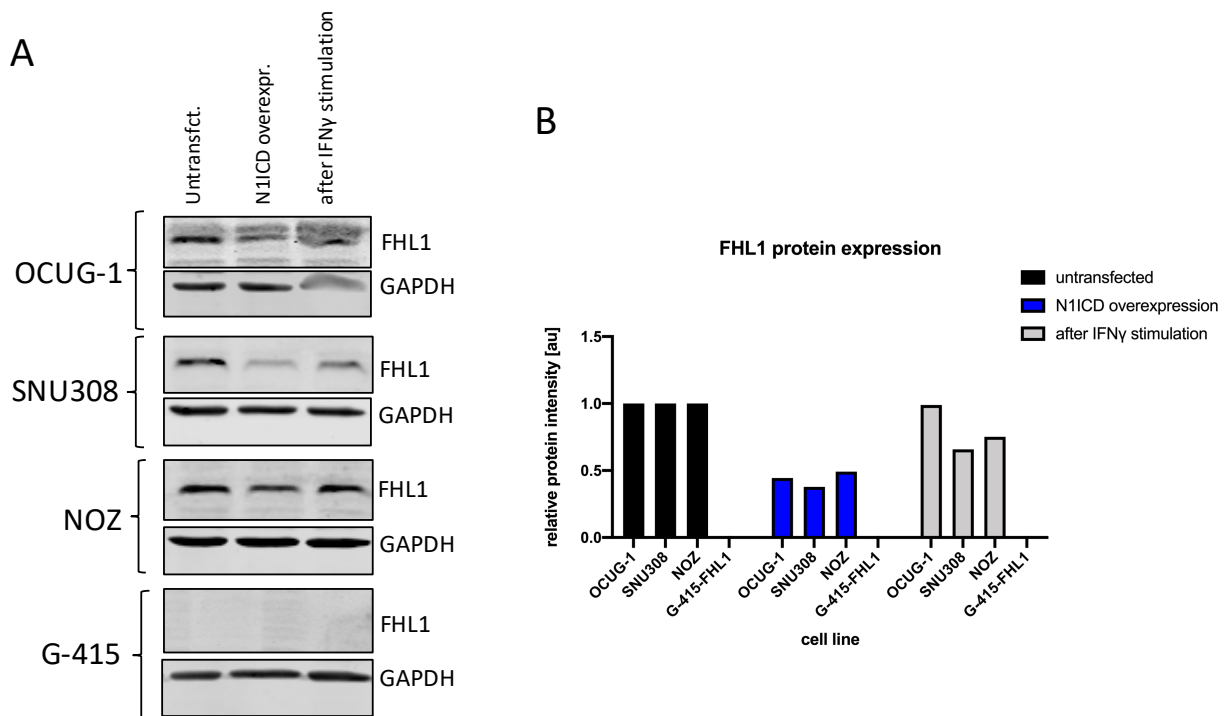 A
Untransfct.
N1ICD overexpr.
after IFNγ stimulation
OCUG-1
FHL1
GAPDH
SNU308
FHL1
GAPDH
NOZ
FHL1
GAPDH
G-415
FHL1
GAPDH
B
FHL1 protein expression
untransfected
N1ICD overexpression
after IFNγ stimulation
relative protein intensity [au]
1.5
1.0
0.5
0.0
OCUG-1
SNU308
NOZ
G-415-FHL1
OCUG-1
SNU308
NOZ
G-415-FHL1
OCUG-1
SNU308
NOZ
G-415-FHL1
cell line